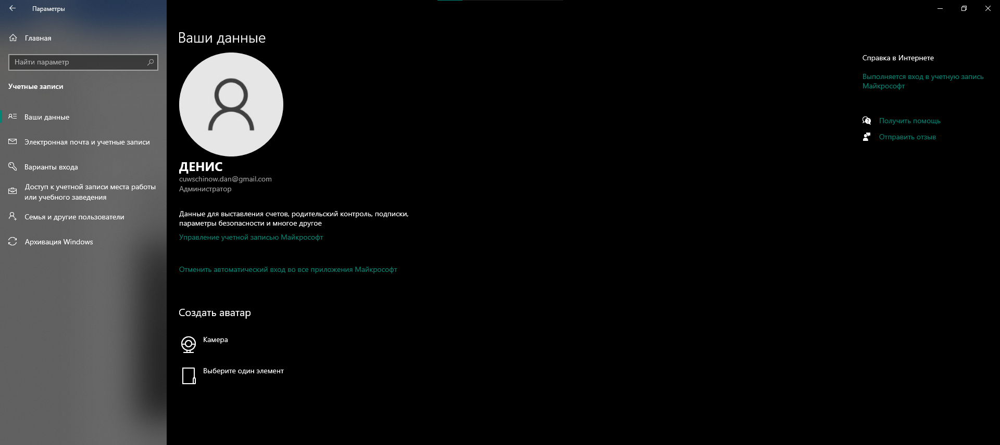 Параметры
Главная
Найти параметр
Учетные записи
Ваши данные
Электронная почта и учетные записи
Варианты входа
Доступ к учетной записи места работы
или учебного заведения
Семья и другие пользователи
Архивация Windows
Ваши данные
ДЕНИС
cuwschinow.dan@gmail.com
Администратор
Данные для выставления счетов, родительский контроль, подписки,
параметры безопасности и многое другое
Управление учетной записью Майкрософт
Отменить автоматический вход во все приложения Майкрософт
Создать аватар
Камера
Выберите один элемент
Справка в Интернете
Выполняется вход в учетную запись
Майкрософт
Получить помощь
Отправить отзыв